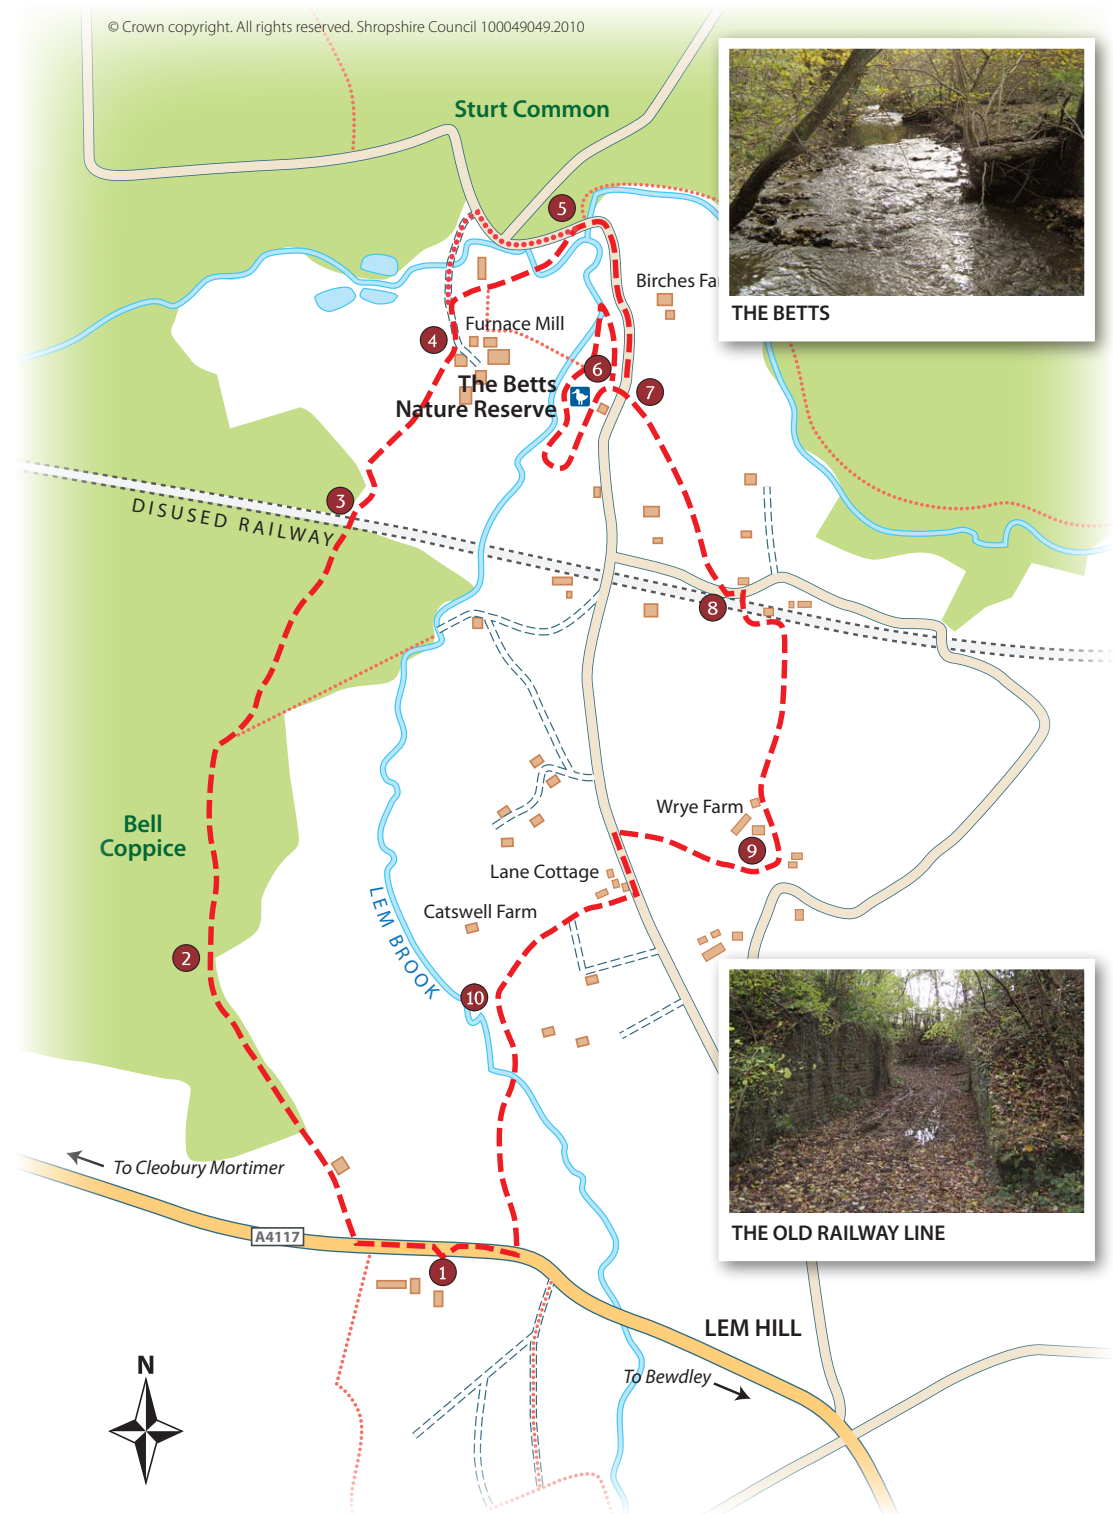 © Crown copyright. All rights reserved. Shropshire Council 100049049.2010
Sturt Common
5
Birches Fa
THE BETTS
4
Furnace Mill
The Betts
Nature Reserve
6
7
3
DISUSED RAILWAY
8
Bell
Coppice
Wrye Farm
9
Lane Cottage
Catswell Farm
LEM BROOK
2
10
To Cleobury Mortimer
A4117
1
THE OLD RAILWAY LINE
LEM HILL
To Bewdley
N